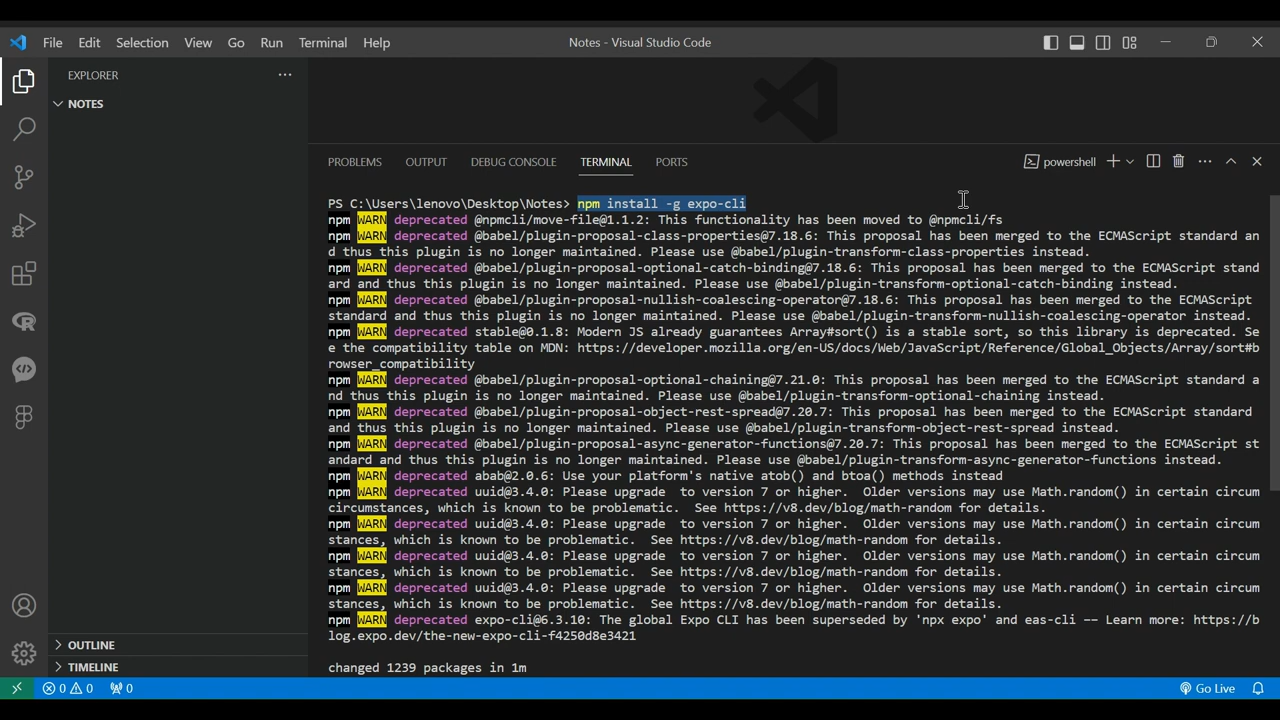 File Edit Selection View Go Run Terminal Help
Notes - Visual Studio Code
EXPLORER
NOTES
PROBLEMS OUTPUT DEBUG CONSOLE TERMINAL PORTS
powershell
PS C:\Users\lenovo\Desktop\Notes> npm install -g expo-cli
npm WARN deprecated @npmcli/move-file@1.1.2: This functionality has been moved to @npmcli/fs
npm WARN deprecated @babel/plugin-proposal-class-properties@7.18.6: This proposal has been merged to the ECMAScript standard an
d thus this plugin is no longer maintained. Please use @babel/plugin-transform-class-properties instead.
npm WARN deprecated @babel/plugin-proposal-optional-catch-binding@7.18.6: This proposal has been merged to the ECMAScript stand
ard and thus this plugin is no longer maintained. Please use @babel/plugin-transform-optional-catch-binding instead.
npm WARN deprecated @babel/plugin-proposal-nullish-coalescing-operator@7.18.6: This proposal has been merged to the ECMAScript
standard and thus this plugin is no longer maintained. Please use @babel/plugin-transform-nullish-coalescing-operator instead.
npm WARN deprecated stable@0.1.8: Modern JS already guarantees Array#sort() is a stable sort, so this library is deprecated. Se
e the compatibility table on MDN: https://developer.mozilla.org/en-US/docs/Web/JavaScript/Reference/Global_Objects/Array/sort#b
rowser_compatibility
npm WARN deprecated @babel/plugin-proposal-optional-chaining@7.21.0: This proposal has been merged to the ECMAScript standard a
nd thus this plugin is no longer maintained. Please use @babel/plugin-transform-optional-chaining instead.
npm WARN deprecated @babel/plugin-proposal-object-rest-spread@7.20.7: This proposal has been merged to the ECMAScript standard
and thus this plugin is no longer maintained. Please use @babel/plugin-transform-object-rest-spread instead.
npm WARN deprecated @babel/plugin-proposal-async-generator-functions@7.20.7: This proposal has been merged to the ECMAScript st
andard and thus this plugin is no longer maintained. Please use @babel/plugin-transform-async-generator-functions instead.
npm WARN deprecated abab@2.0.6: Use your platform's native atob() and btoa() methods instead
npm WARN deprecated uuid@3.4.0: Please upgrade  to version 7 or higher.  Older versions may use Math.random() in certain circum
circumstances, which is known to be problematic.  See https://v8.dev/blog/math-random for details.
npm WARN deprecated uuid@3.4.0: Please upgrade  to version 7 or higher.  Older versions may use Math.random() in certain circum
stances, which is known to be problematic.  See https://v8.dev/blog/math-random for details.
npm WARN deprecated uuid@3.4.0: Please upgrade  to version 7 or higher.  Older versions may use Math.random() in certain circum
stances, which is known to be problematic.  See https://v8.dev/blog/math-random for details.
npm WARN deprecated uuid@3.4.0: Please upgrade  to version 7 or higher.  Older versions may use Math.random() in certain circum
stances, which is known to be problematic.  See https://v8.dev/blog/math-random for details.
npm WARN deprecated expo-cli@6.3.10: The global Expo CLI has been superseded by 'npx expo' and eas-cli -- Learn more: https://b
log.expo.dev/the-new-expo-cli-f4250d8e3421
changed 1239 packages in 1m
OUTLINE
TIMELINE
0 0 0 Go Live